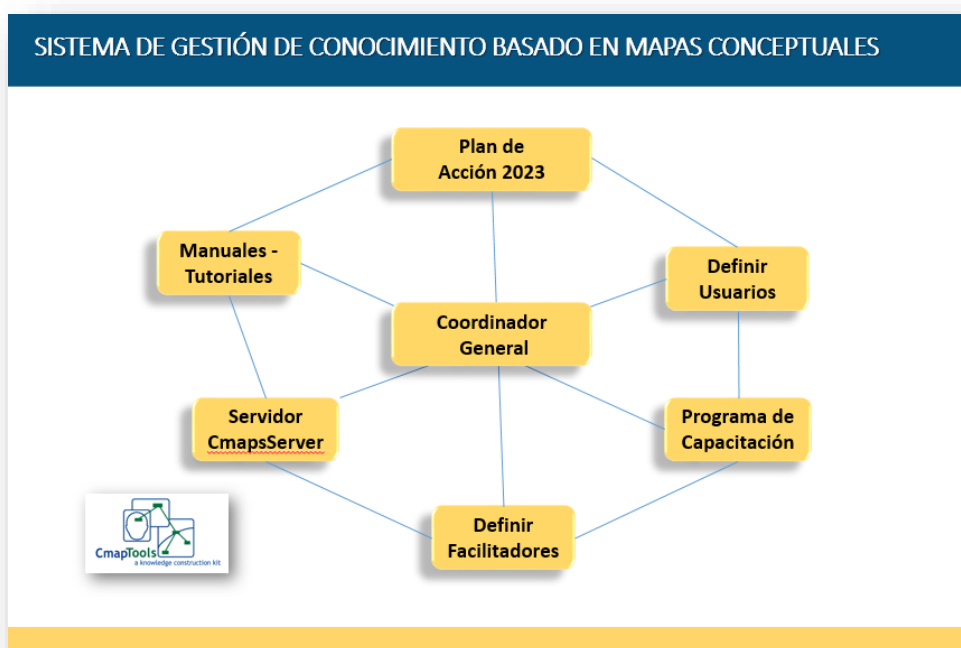 SISTEMA DE GESTIÓN DE CONOCIMIENTO BASADO EN MAPAS CONCEPTUALES
Plan de
Acción 2023
Manuales -
Tutoriales
Definir
Usuarios
Coordinador
General
Servidor
CmapsServer
Programa de
Capacitación
Definir
Facilitadores
CmapTools
a knowledge construction kit